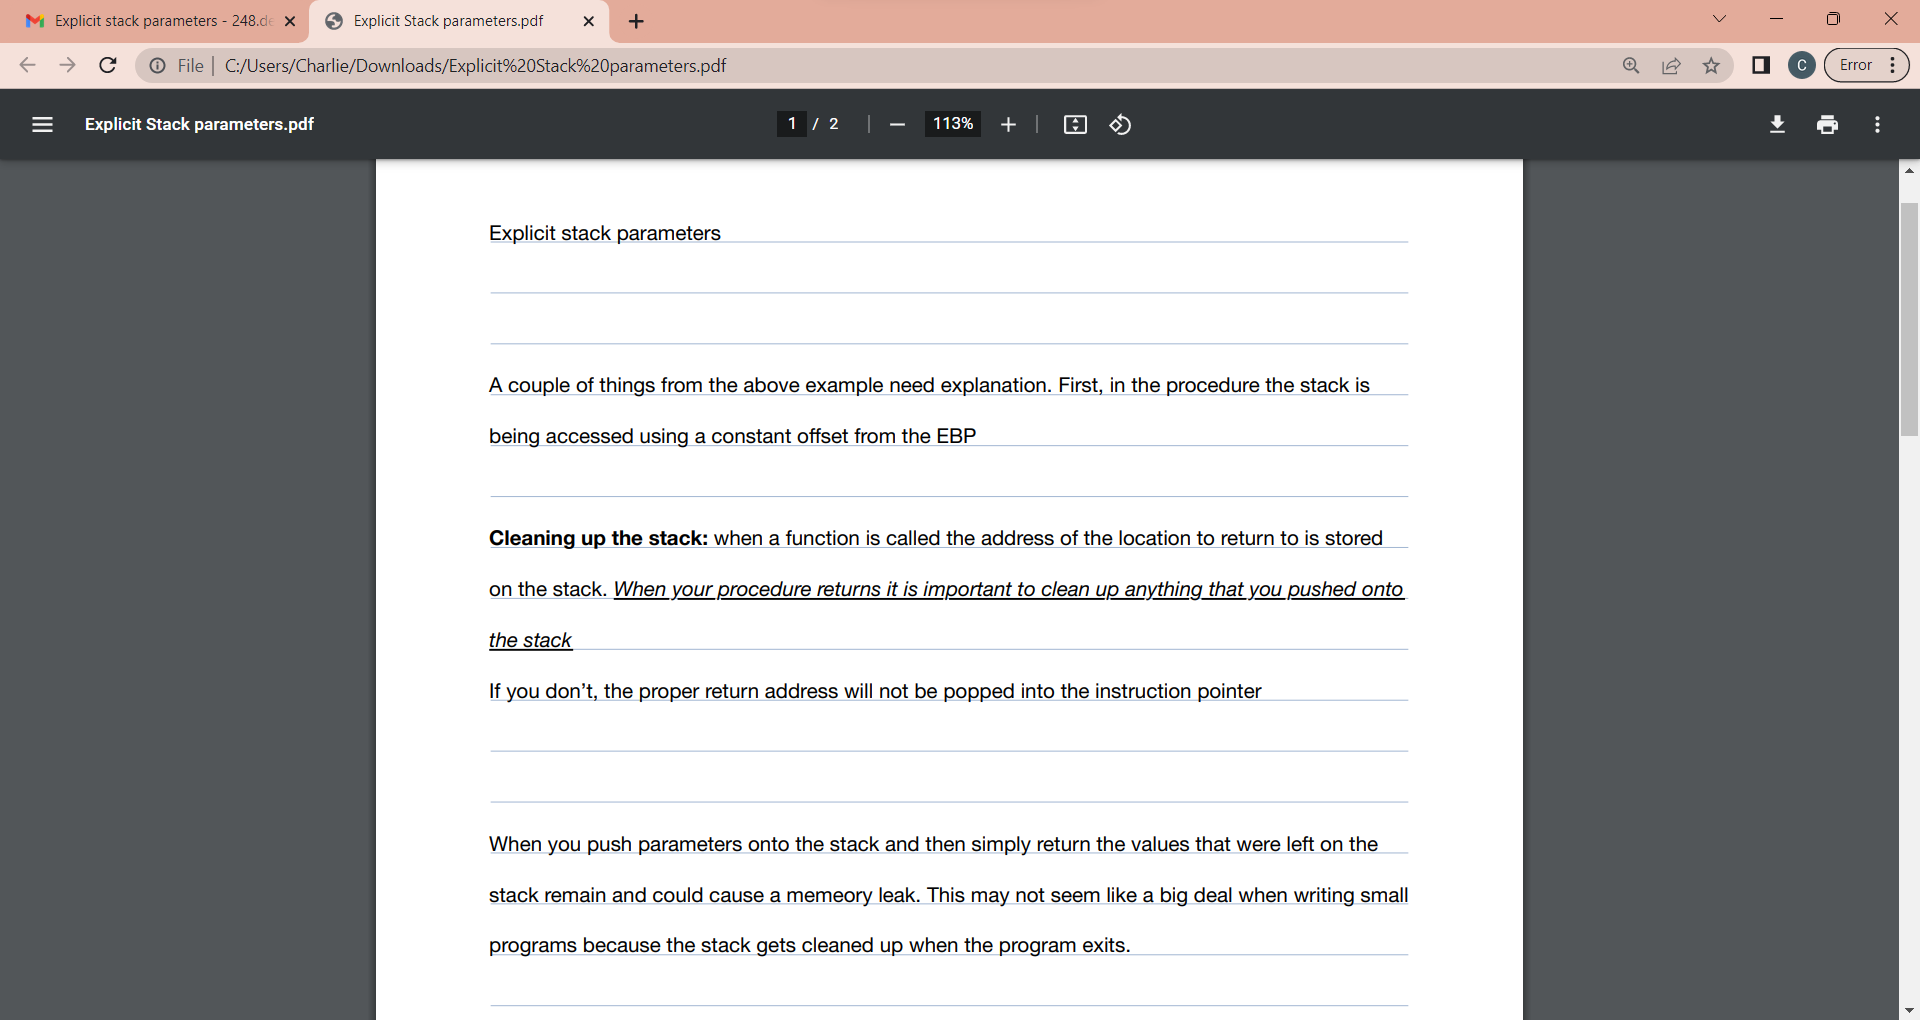 Explicit stack parameters - 248.de
Explicit Stack parameters.pdf
File
C:/Users/Charlie/Downloads/Explicit%20Stack%20parameters.pdf
C
Error
Explicit Stack parameters.pdf
1 / 2
113%
Explicit stack parameters
A couple of things from the above example need explanation. First, in the procedure the stack is
being accessed using a constant offset from the EBP
Cleaning up the stack: when a function is called the address of the location to return to is stored
on the stack. When your procedure returns it is important to clean up anything that you pushed onto
the stack
If you don’t, the proper return address will not be popped into the instruction pointer
When you push parameters onto the stack and then simply return the values that were left on the
stack remain and could cause a memeory leak. This may not seem like a big deal when writing small
programs because the stack gets cleaned up when the program exits.